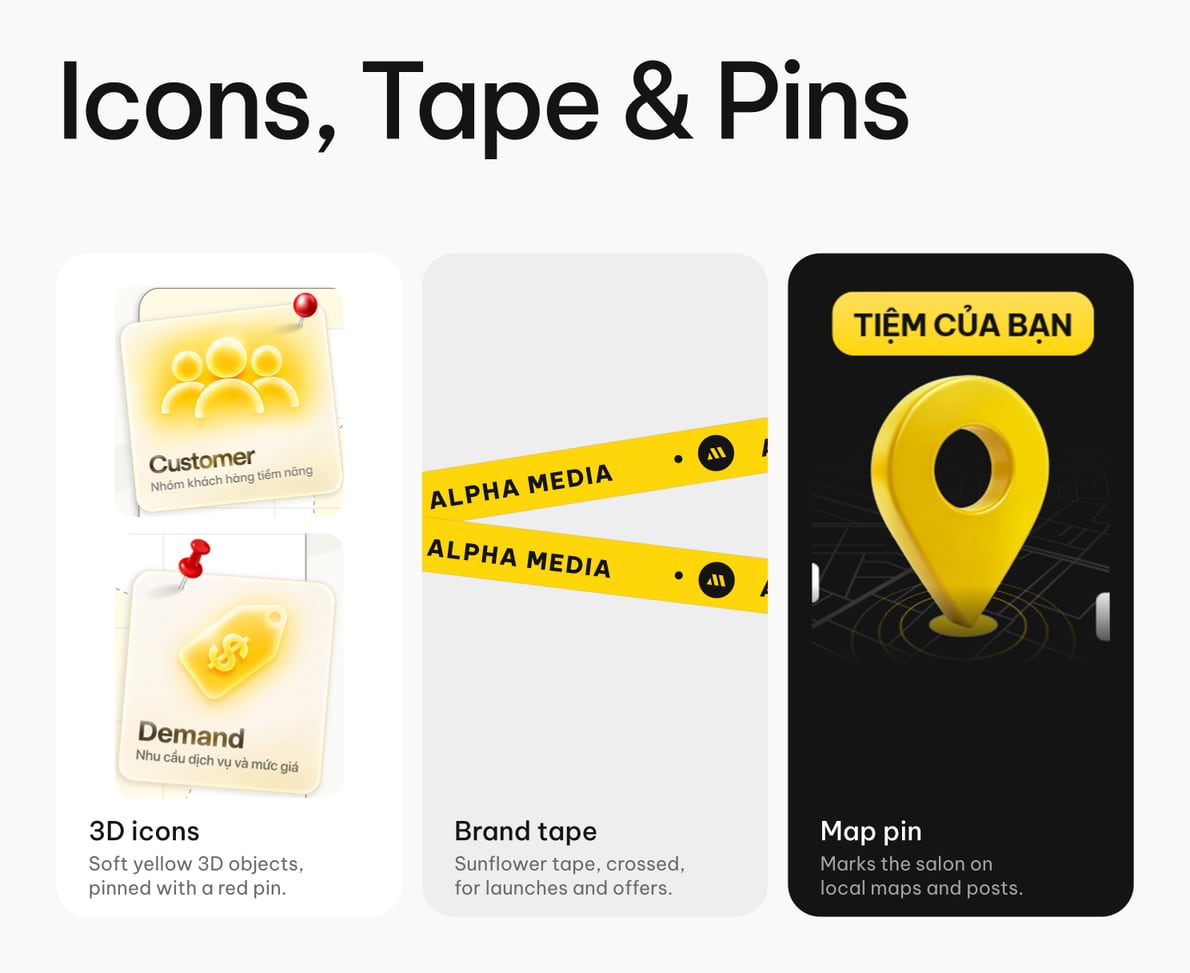 Icons, Tape & Pins
Customer
Nhóm khách hàng tiềm năng
Demand
Nhu cầu dịch vụ và mức giá
3D icons
Soft yellow 3D objects,
pinned with a red pin.
ALPHA MEDIA •
ALPHA MEDIA •
Brand tape
Sunflower tape, crossed,
for launches and offers.
TIỆM CỦA BẠN
Map pin
Marks the salon on
local maps and posts.